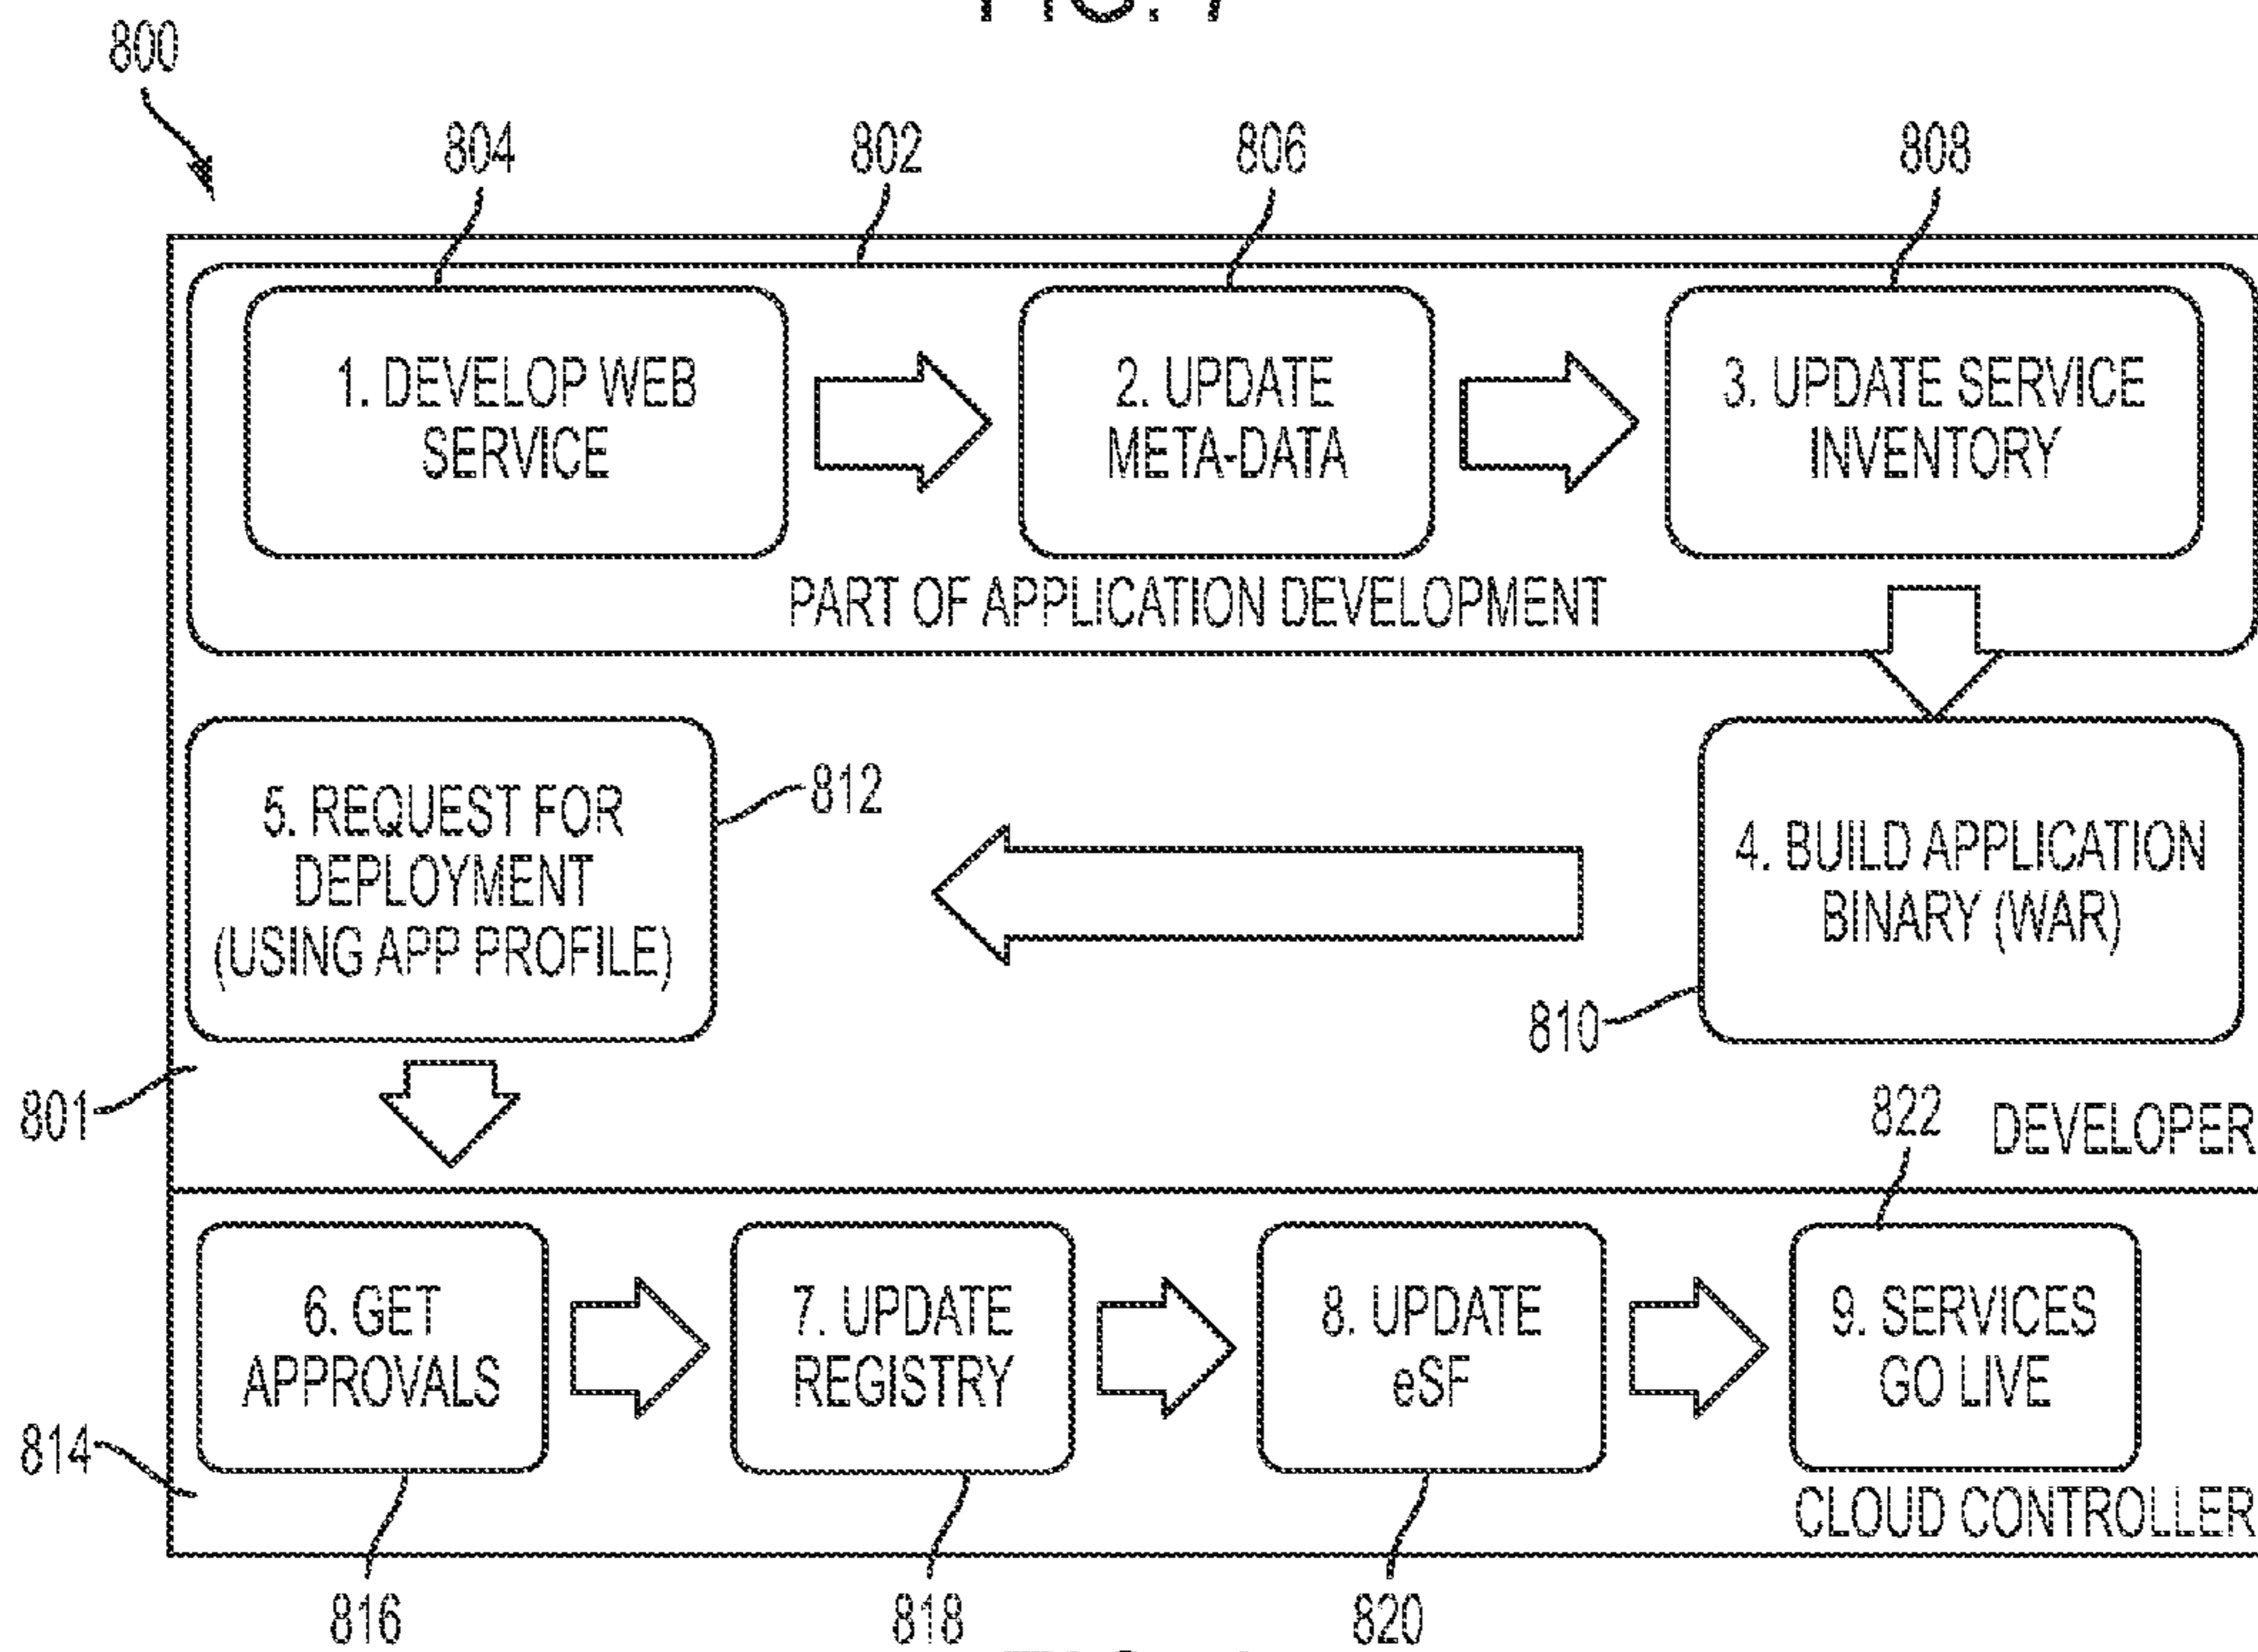 800
804
802
806
808
1. DEVELOP WEB
SERVICE
2. UPDATE
META-DATA
3. UPDATE SERVICE
INVENTORY
PART OF APPLICATION DEVELOPMENT
5. REQUEST FOR
DEPLOYMENT
(USING APP PROFILE)
812
4. BUILD APPLICATION
BINARY (WAR)
810
801
822
DEVELOPER
6. GET
APPROVALS
7. UPDATE
REGISTRY
8. UPDATE
eSF
9. SERVICES
GO LIVE
814
CLOUD CONTROLLER
816
818
820